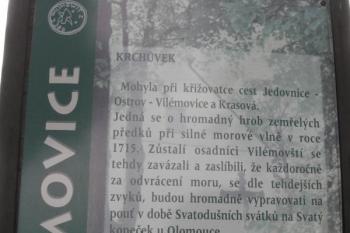 MOVICE
KRCHŮVEK
Mohyla při křižovatce cest Jedovnice -
Ostrov - Vilémovice a Krasová.
Jedná se o hromadný hrob zemřelých
předků při silné morové vlně v roce
1715. Zůstalí osadníci Vilémovští se
tehdy zavázali a zaslíbili, že každoročně
za odvrácení moru, se dle tehdejších
zvyků, budou hromadně vypravovati na
pouť v době Svatodušních svátků na Svatý
kopeček u Olomouce.